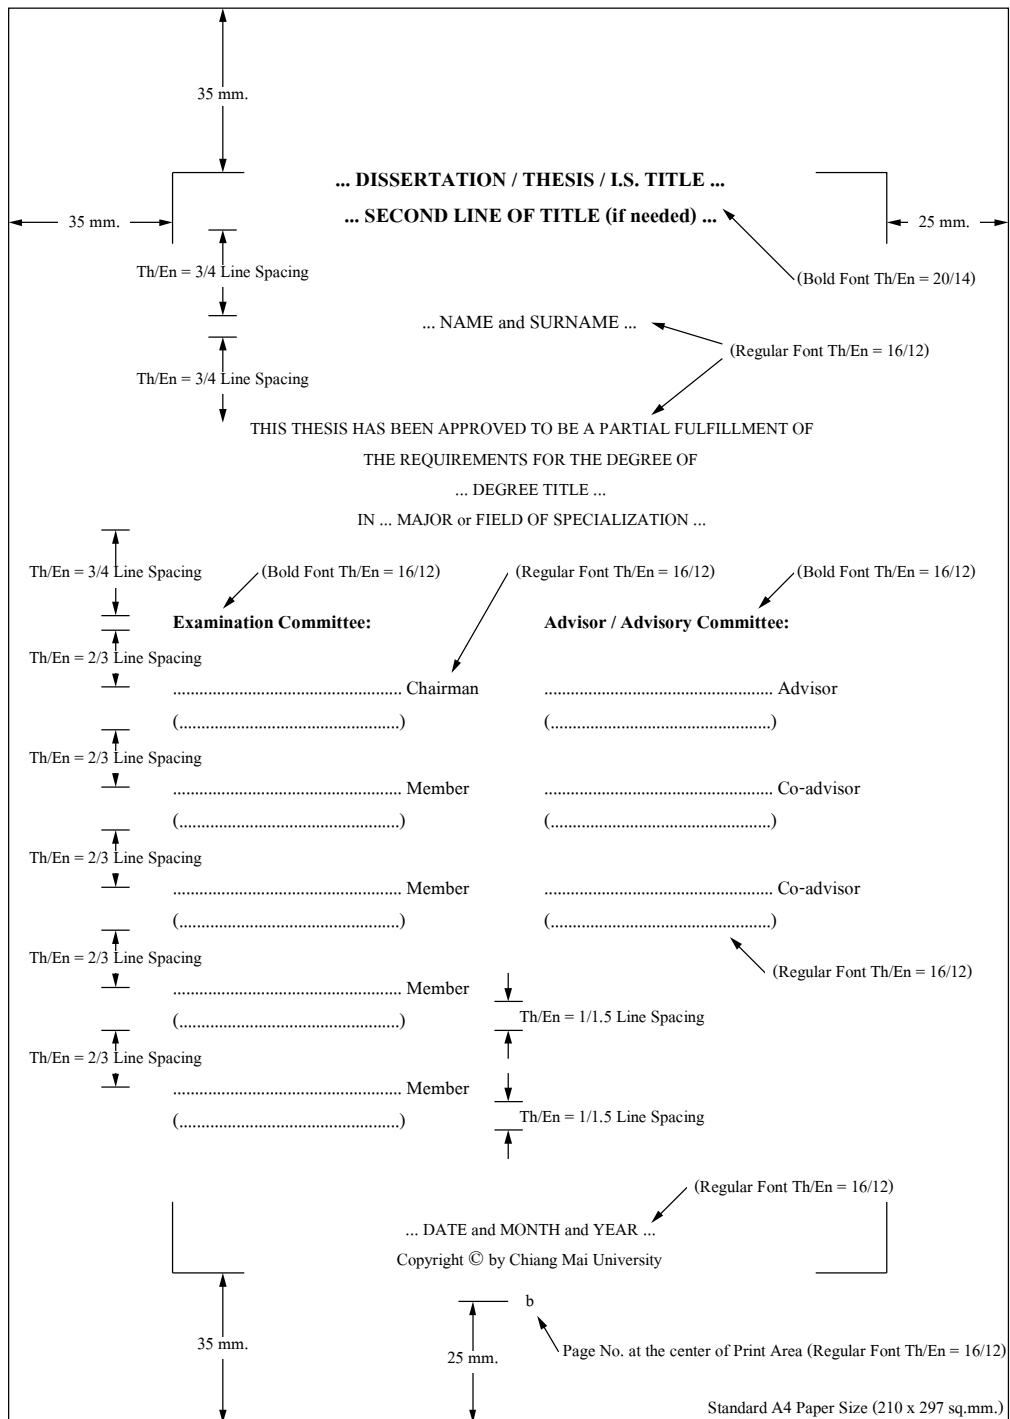 35 mm.
... DISSERTATION / THESIS / I.S. TITLE ...
... SECOND LINE OF TITLE (if needed) ...
35 mm.
25 mm.
Th/En = 3/4 Line Spacing
(Bold Font Th/En = 20/14)
... NAME and SURNAME ...
(Regular Font Th/En = 16/12)
Th/En = 3/4 Line Spacing
THIS THESIS HAS BEEN APPROVED TO BE A PARTIAL FULFILLMENT OF
THE REQUIREMENTS FOR THE DEGREE OF
... DEGREE TITLE ...
IN ... MAJOR or FIELD OF SPECIALIZATION ...
Th/En = 3/4 Line Spacing
(Bold Font Th/En = 16/12)
(Regular Font Th/En = 16/12)
(Bold Font Th/En = 16/12)
Examination Committee:
Advisor / Advisory Committee:
Th/En = 2/3 Line Spacing
.................................................... Chairman
.................................................... Advisor
(..................................................)
(..................................................)
Th/En = 2/3 Line Spacing
.................................................... Member
.................................................... Co-advisor
(..................................................)
(..................................................)
Th/En = 2/3 Line Spacing
.................................................... Member
.................................................... Co-advisor
(..................................................)
(..................................................)
Th/En = 2/3 Line Spacing
(Regular Font Th/En = 16/12)
.................................................... Member
(..................................................)
Th/En = 1/1.5 Line Spacing
Th/En = 2/3 Line Spacing
.................................................... Member
(..................................................)
Th/En = 1/1.5 Line Spacing
(Regular Font Th/En = 16/12)
... DATE and MONTH and YEAR ...
Copyright © by Chiang Mai University
b
35 mm.
25 mm.
Page No. at the center of Print Area (Regular Font Th/En = 16/12)
Standard A4 Paper Size (210 x 297 sq.mm.)